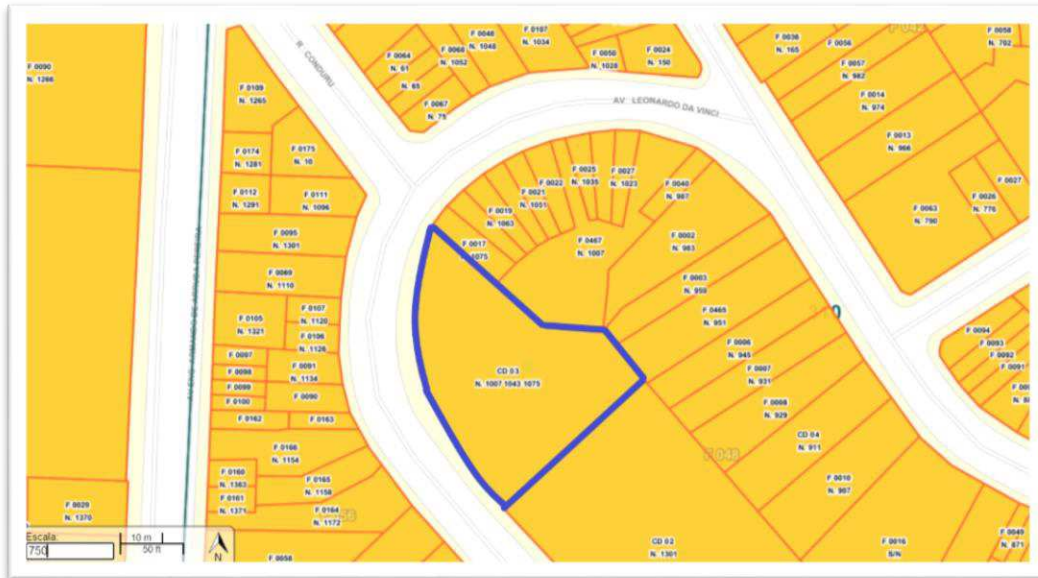 F 0090
N. 1266
F 0109
N. 1265
R CONDURU
F 0064
N. 61
N. 65
F 0067
N. 75
F 0068
N. 1052
F 0048
N. 1048
F 0107
N. 1034
F 0050
N. 1028
F 0024
N. 150
AV LEONARDO DA VINCI
F 0036
N. 165
F 0056
F 0057
N. 982
F 0014
N. 974
F 0013
N. 966
F 0058
N. 702
F 0027
F 0026
N. 776
F 0063
N. 790
F 0174
N. 1281
F 0175
N. 10
F 0112
N. 1291
F 0111
N. 1096
F 0095
N. 1301
F 0069
N. 1110
F 0105
N. 1321
F 0107
N. 1120
F 0106
N. 1126
F 0097
F 0098
F 0099
F 0100
F 0091
N. 1134
F 0090
F 0162
F 0163
F 0166
N. 1154
F 0160
N. 1363
F 0161
N. 1371
F 0165
N. 1158
F 0164
N. 1172
F 0058
F 0017
1075
F 0019
N. 1063
F 0021
N. 1051
F 0022
F 0025
N. 1035
F 0027
N. 1023
F 0040
N. 987
F 0467
N. 1007
F 0002
N. 983
F 0003
N. 959
F 0465
N. 951
F 0006
N. 945
F 0007
N. 931
F 0008
N. 929
CD 04
N. 911
F 0010
N. 907
CD 03
N. 1007,1043 1075
F 0094
F 0093
F 0092
F 0091
F 0049
N. 871
F 0016
S/N
CD 02
N. 1301
F 0029
N. 1370
Escala:
750
10 m
50 ft
N